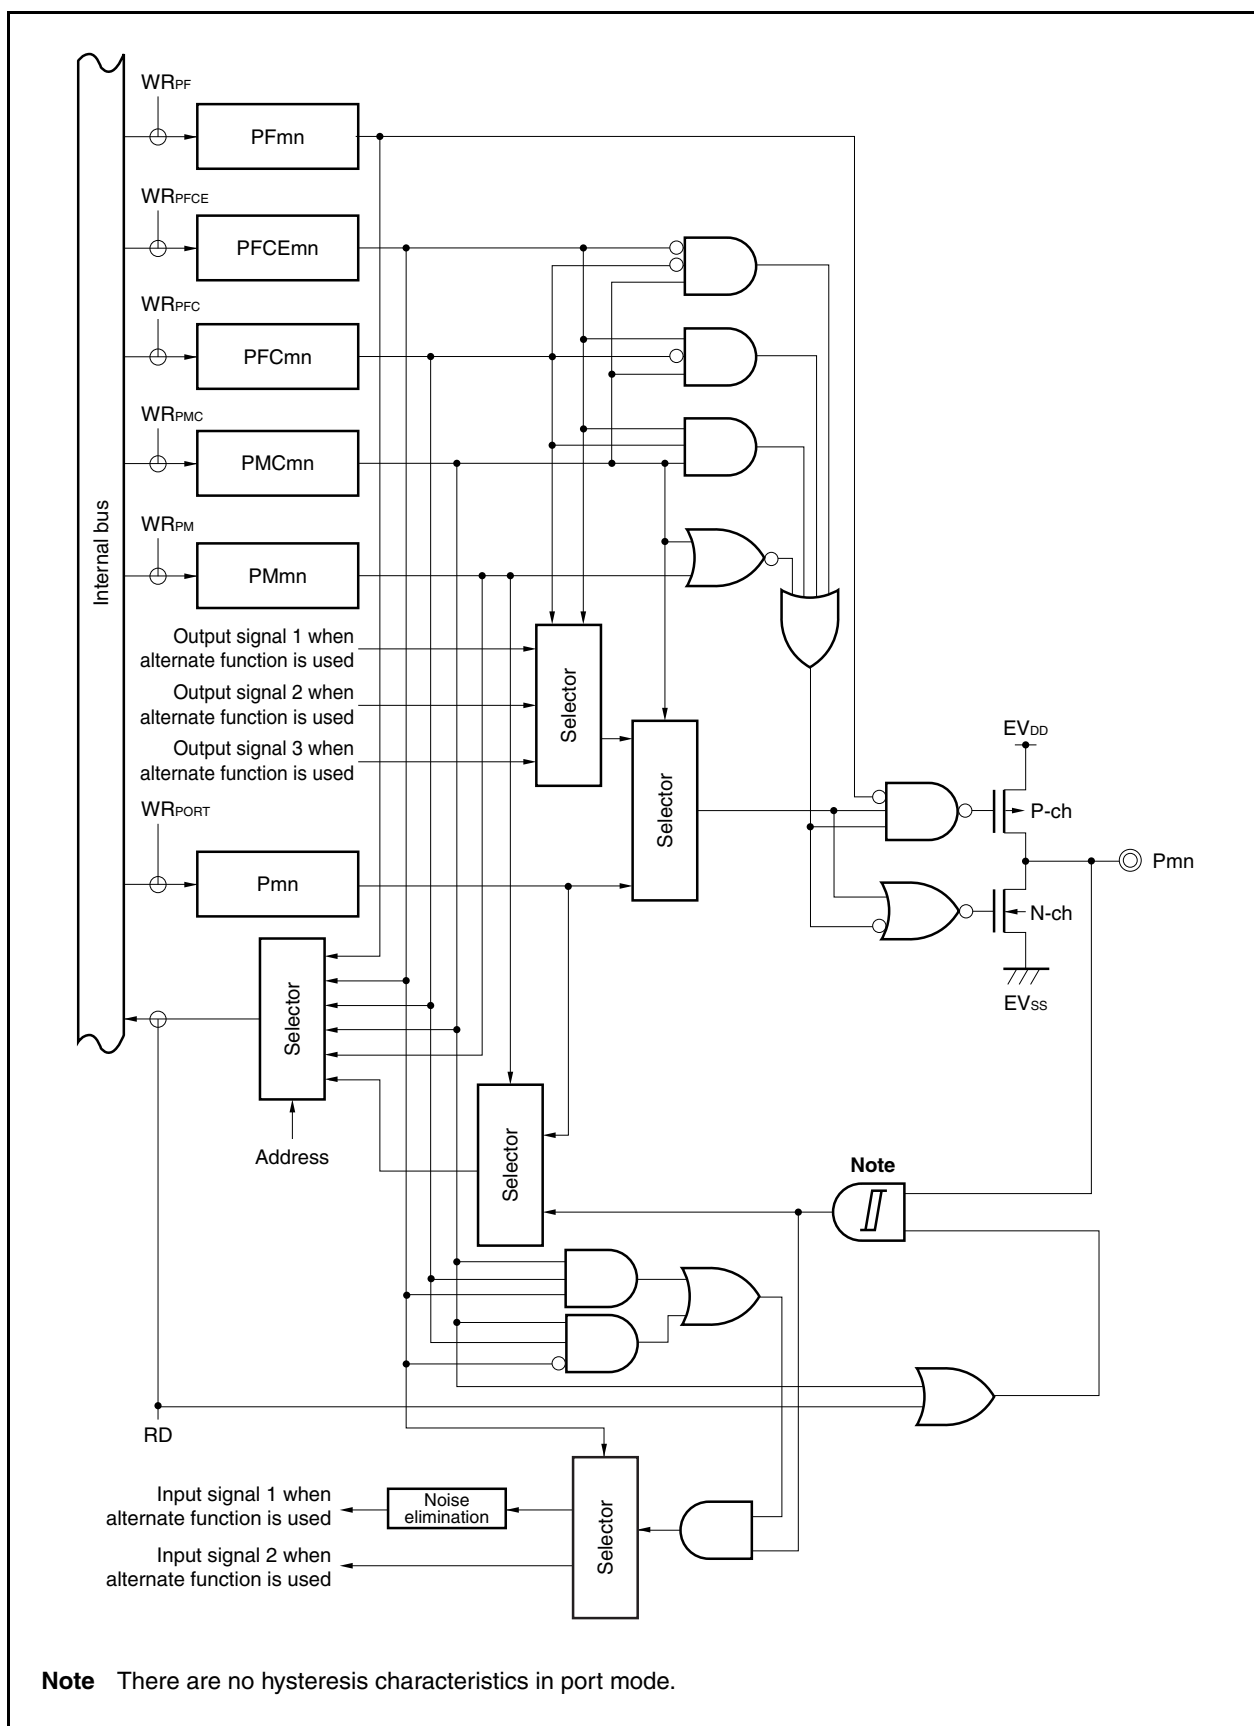 WRPF
PFmn
WRPFCE
PFCEmn
WRPFC
PFCmn
WRPMC
PMCmn
Internal bus
WRPM
PMmn
Output signal 1 when
alternate function is used
Output signal 2 when
alternate function is used
Output signal 3 when
alternate function is used
Selector
Selector
EVDD
P-ch
Pmn
N-ch
EVSS
WRPORT
Pmn
Selector
Address
Selector
Note
RD
Input signal 1 when
alternate function is used
Noise
elimination
Input signal 2 when
alternate function is used
Selector
Note There are no hysteresis characteristics in port mode.